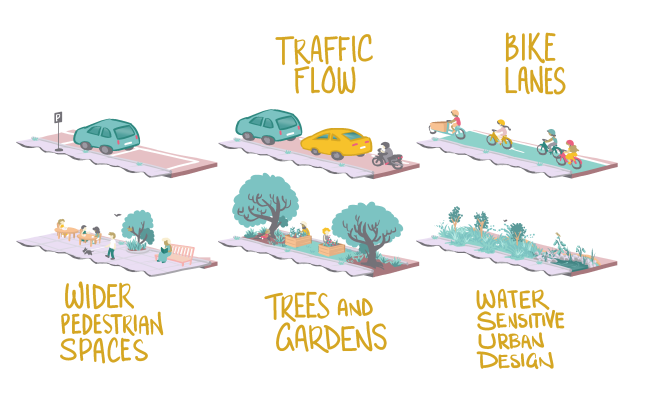 TRAFFIC
FLOW
BIKE
LANES
P
WIDER
PEDESTRIAN
SPACES
TREES AND
GARDENS
WATER
SENSITIVE
URBAN
DESIGN